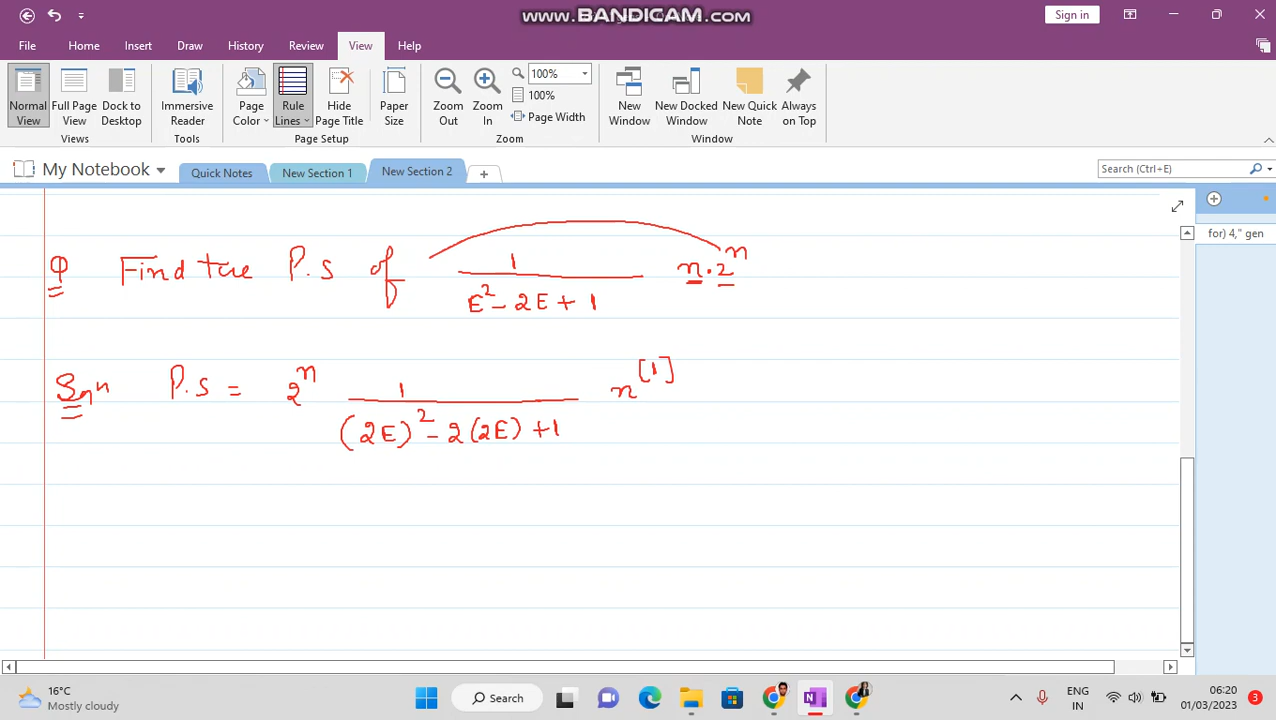 www.BANDICAM.com
Sign in
File Home Insert Draw History Review View Help
Normal View Full Page View Dock to Desktop Immersive Reader Page Color Rule Lines Hide Page Title Paper Size Zoom Out Zoom In 100% 100% Page Width New Window New Docked Window New Quick Note Always on Top
Views Tools Page Setup Zoom Window
My Notebook Quick Notes New Section 1 New Section 2 + Search (Ctrl+E)
for) 4," gen
Q Find the P.S of 1/(E² - 2E + 1) n·2ⁿ
Solⁿ P.S = 2ⁿ 1/((2E)² - 2(2E) + 1) n^[1]
16°C
Mostly cloudy
Search
ENG
IN
06:20
01/03/2023
3